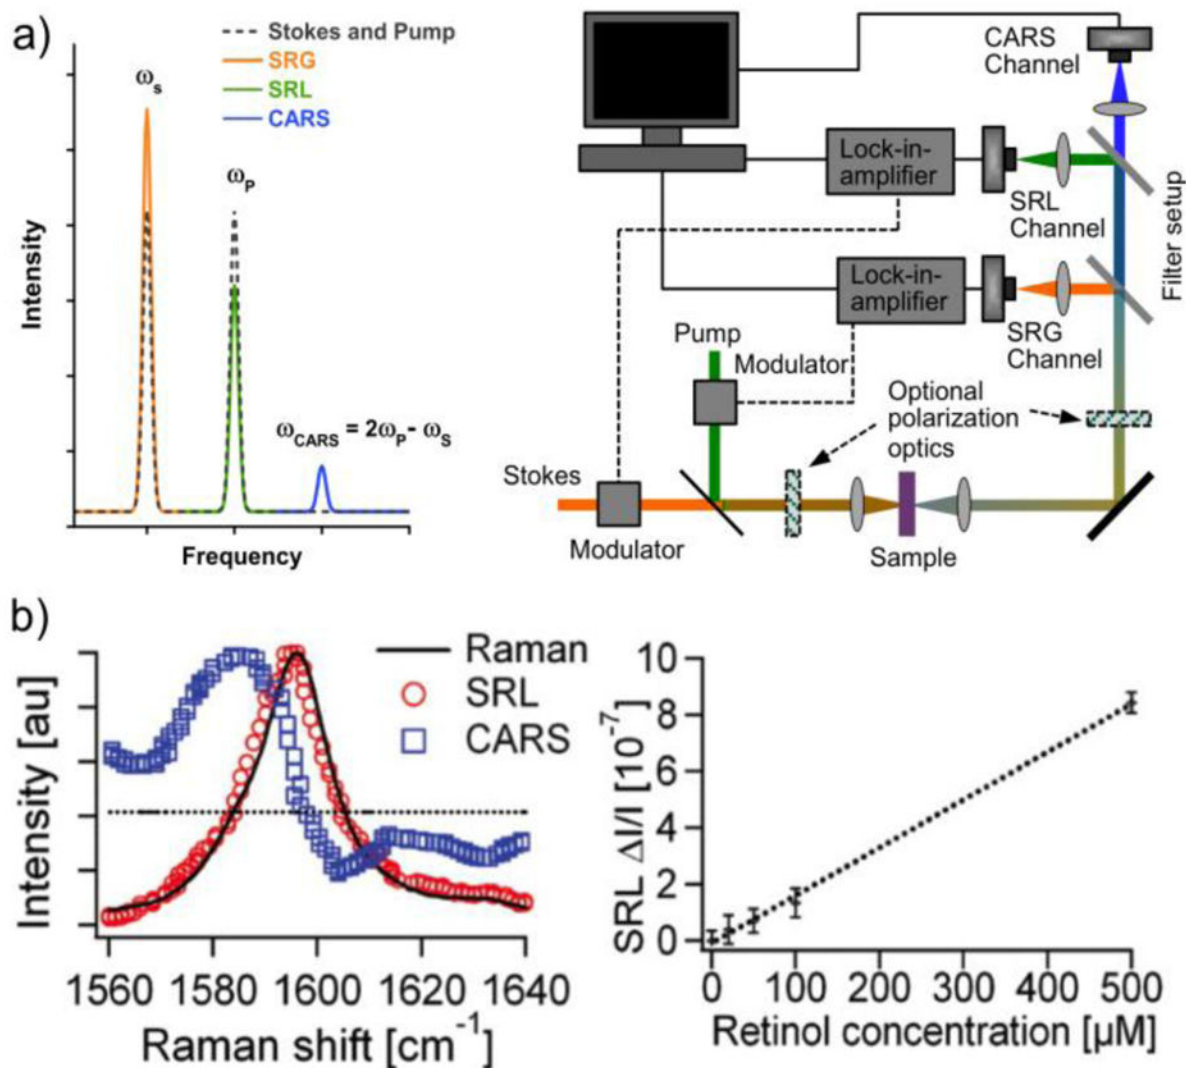 a)
Stokes and Pump
SRG
SRL
CARS
ωs
ωP
ωCARS = 2ωP - ωS
Intensity
Frequency
CARS
Channel
Lock-in-
amplifier
SRL
Channel
Filter setup
Lock-in-
amplifier
SRG
Channel
Pump
Modulator
Optional
polarization
optics
Stokes
Modulator
Sample
b)
Raman
SRL
CARS
Intensity [au]
1560 1580 1600 1620 1640
Raman shift [cm-1]
10
8
6
4
2
0
SRL ΔI/I [10-7]
0 100 200 300 400 500
Retinol concentration [μM]